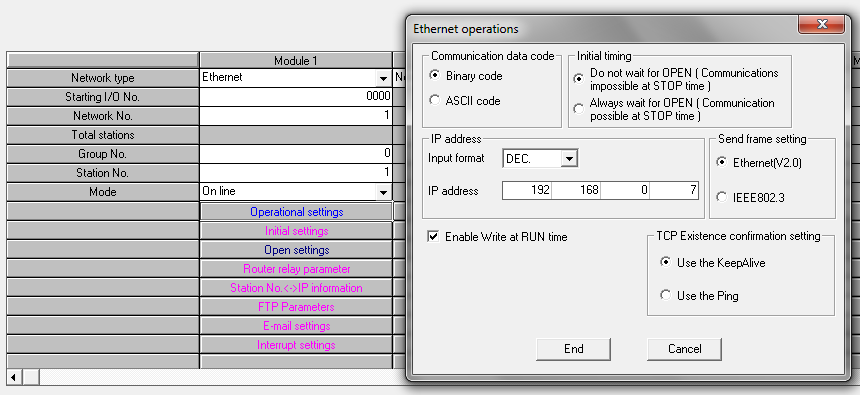 Module 1
Network type Ethernet
Starting I/O No. 0000
Network No. 1
Total stations
Group No. 0
Station No. 1
Mode On line
Operational settings
Initial settings
Open settings
Router relay parameter
Station No.<->IP information
FTP Parameters
E-mail settings
Interrupt settings
Ethernet operations
Communication data code
Binary code
ASCII code
Initial timing
Do not wait for OPEN ( Communications
impossible at STOP time )
Always wait for OPEN ( Communication
possible at STOP time )
IP address
Input format DEC.
IP address 192 168 0 7
Send frame setting
Ethernet(V2.0)
IEEE802.3
Enable Write at RUN time
TCP Existence confirmation setting
Use the KeepAlive
Use the Ping
End Cancel